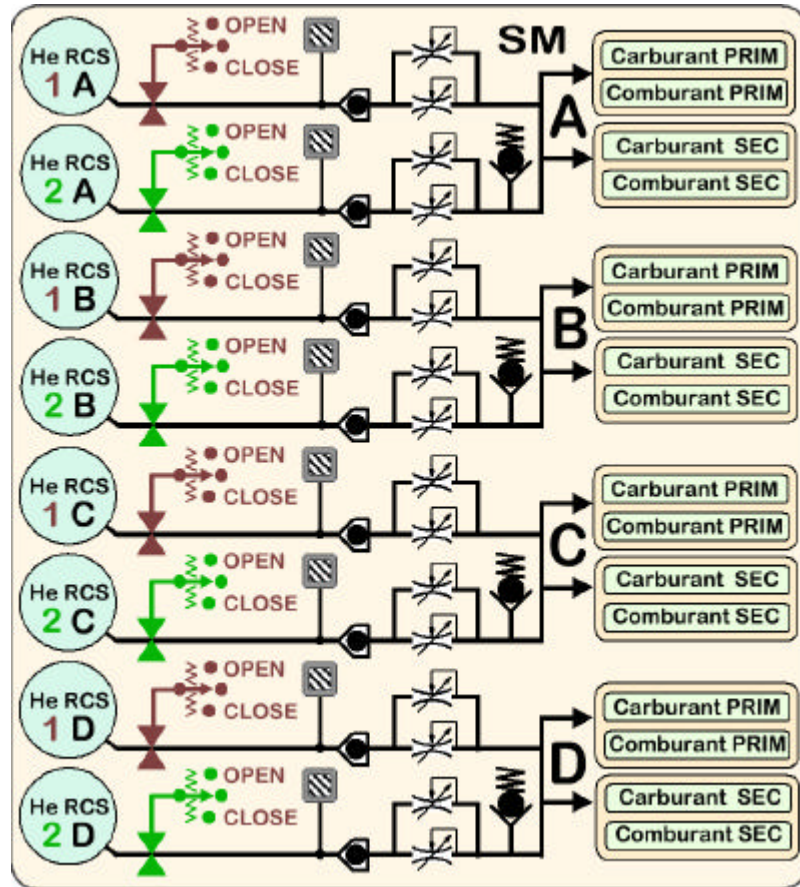 SM
He RCS
1 A
OPEN
CLOSE
A
Carburant PRIM
Comburant PRIM
He RCS
2 A
OPEN
CLOSE
Carburant SEC
Comburant SEC
He RCS
1 B
OPEN
CLOSE
B
Carburant PRIM
Comburant PRIM
He RCS
2 B
OPEN
CLOSE
Carburant SEC
Comburant SEC
He RCS
1 C
OPEN
CLOSE
C
Carburant PRIM
Comburant PRIM
He RCS
2 C
OPEN
CLOSE
Carburant SEC
Comburant SEC
He RCS
1 D
OPEN
CLOSE
D
Carburant PRIM
Comburant PRIM
He RCS
2 D
OPEN
CLOSE
Carburant SEC
Comburant SEC